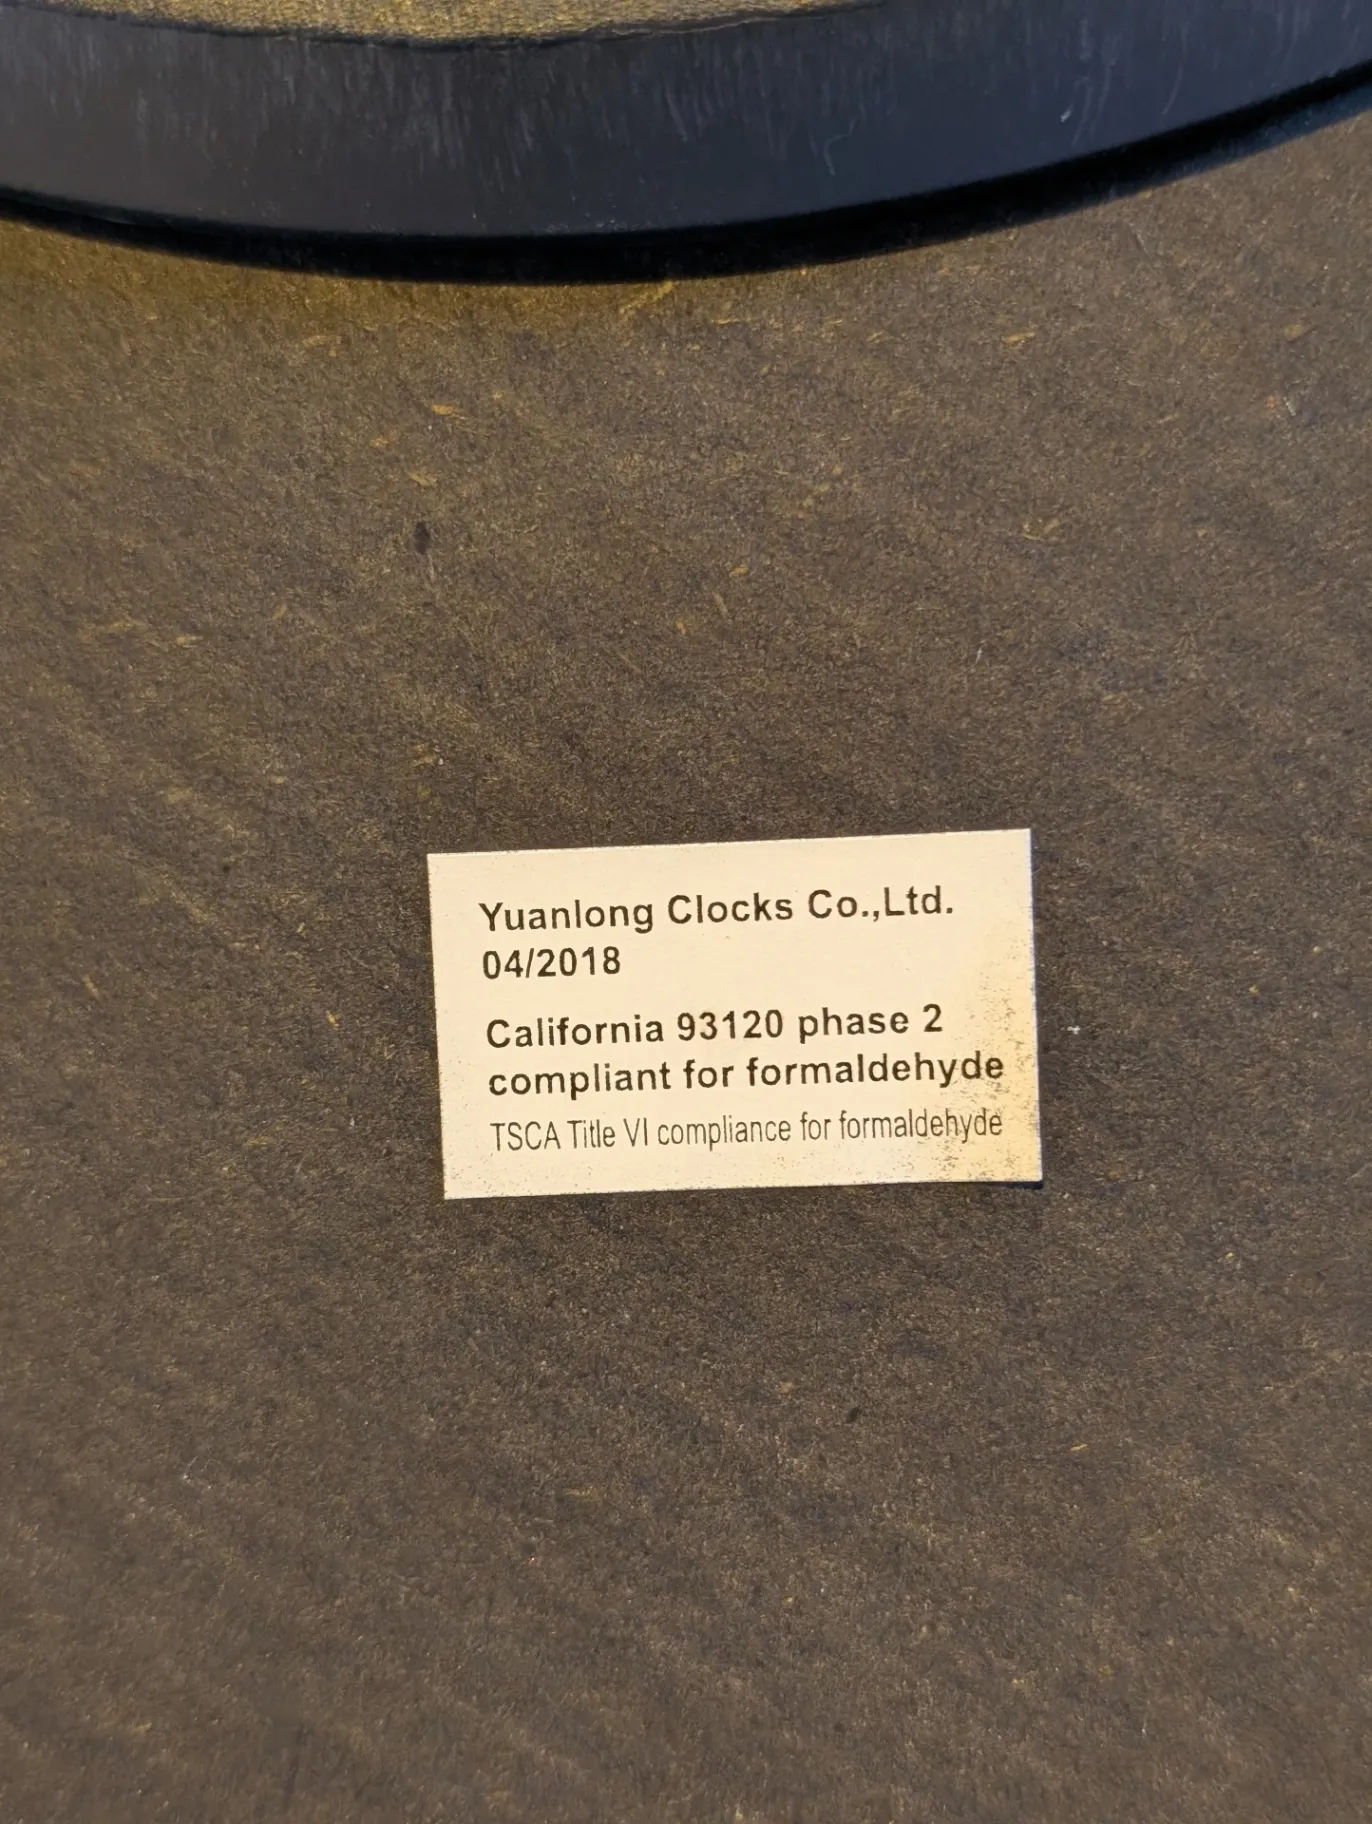 Yuanlong Clocks Co.,Ltd.
04/2018
California 93120 phase 2
compliant for formaldehyde
TSCA Title VI compliance for formaldehyde